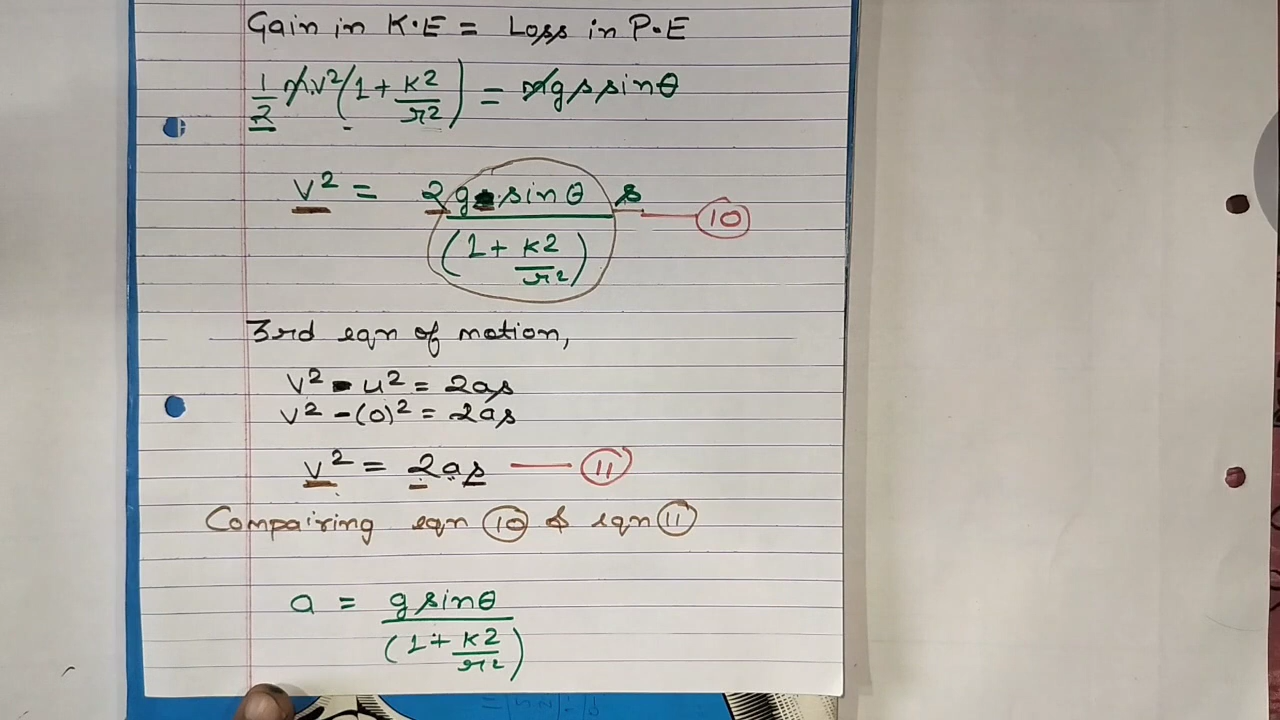 Gain in K.E = Loss in P.E
1/2 mv²(1 + K²/r²) = mgs sinθ
v² = 2g sinθ/(1 + K²/r²) s — 10
3rd eqn of motion,
v² - u² = 2as
v² - (0)² = 2as
v² = 2as — 11
Compairing eqn 10 & eqn 11
a = g sinθ/(1 + K²/r²)